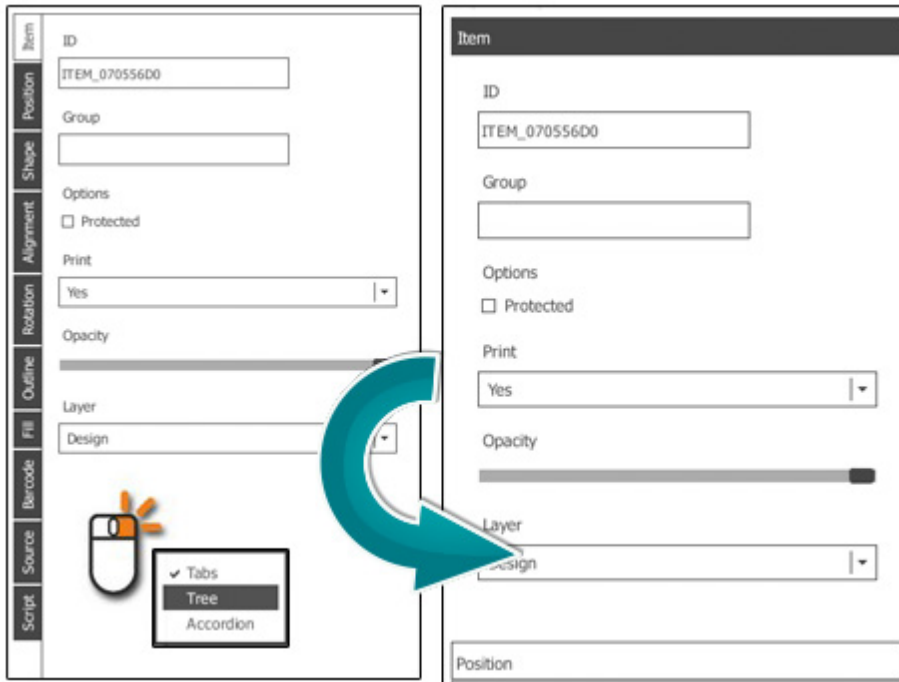 Item
Position
Shape
Alignment
Rotation
Outline
Fill
Barcode
Source
Script
ID
ITEM_070556D0
Group
Options
Protected
Print
Yes
Opacity
Layer
Design
Tabs
Tree
Accordion
Item
ID
ITEM_070556D0
Group
Options
Protected
Print
Yes
Opacity
Layer
Design
Position